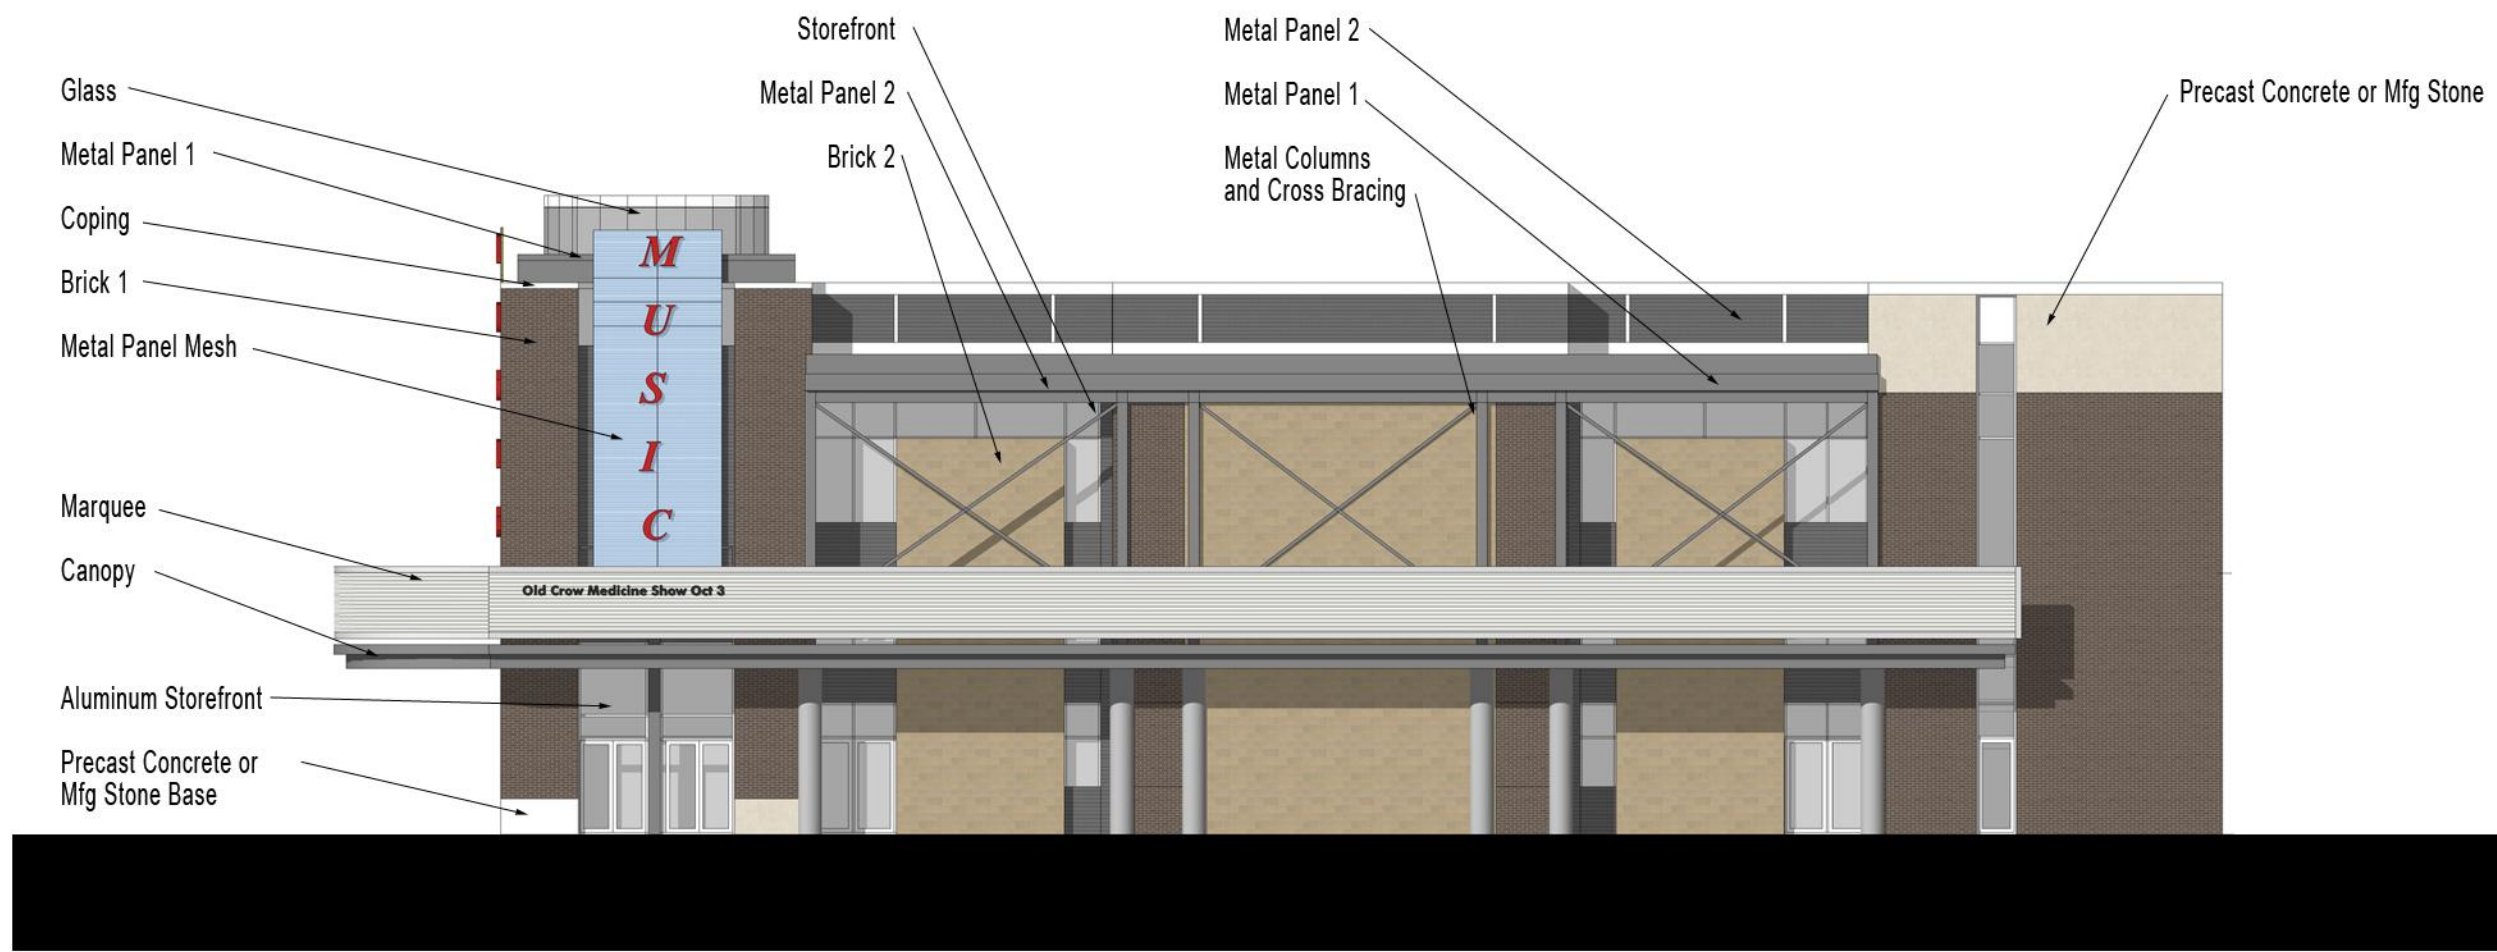 Storefront
Metal Panel 2
Brick 2
Metal Panel 2
Metal Panel 1
Metal Columns
and Cross Bracing
Precast Concrete or Mfg Stone
Glass
Metal Panel 1
Coping
Brick 1
Metal Panel Mesh
Marquee
Canopy
Aluminum Storefront
Precast Concrete or
Mfg Stone Base
M
U
S
I
C
Old Crow Medicine Show Oct 3